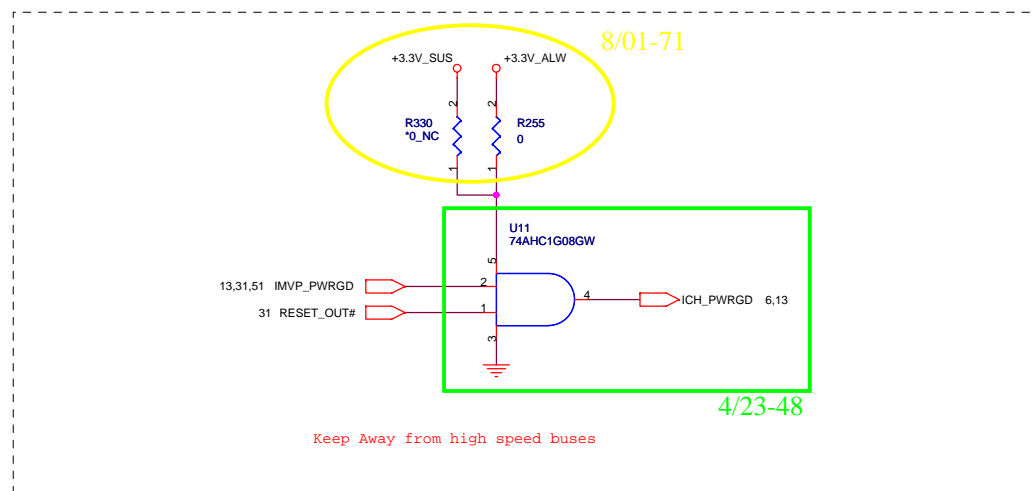 8/01-71
+3.3V_SUS
+3.3V_ALW
2
2
R330
*0_NC
R255
0
1
1
U11
74AHC1G08GW
5
13,31,51 IMVP_PWRGD
2
4
ICH_PWRGD 6,13
31 RESET_OUT#
1
3
4/23-48
Keep Away from high speed buses